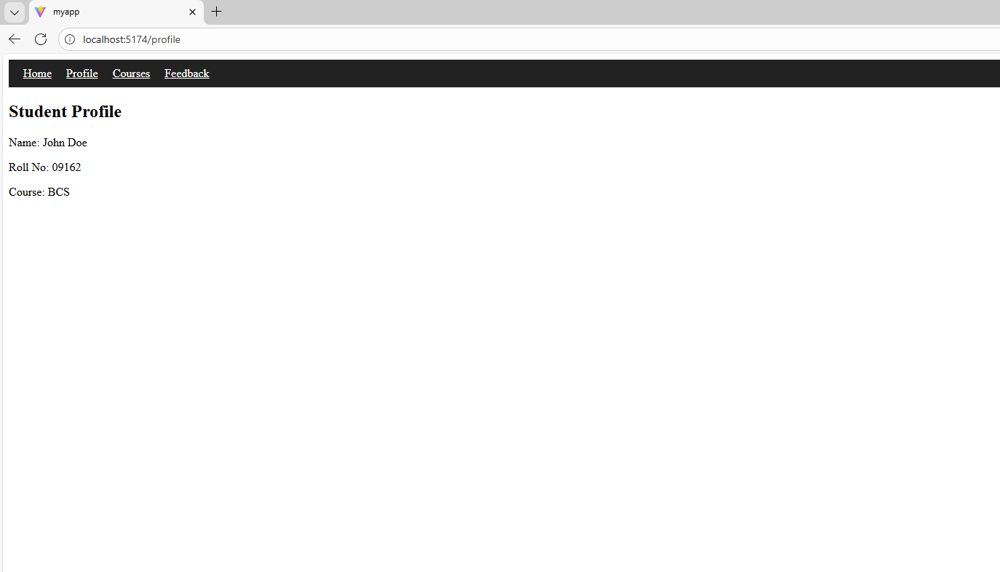 myapp
localhost:5174/profile
Home Profile Courses Feedback
Student Profile
Name: John Doe
Roll No: 09162
Course: BCS